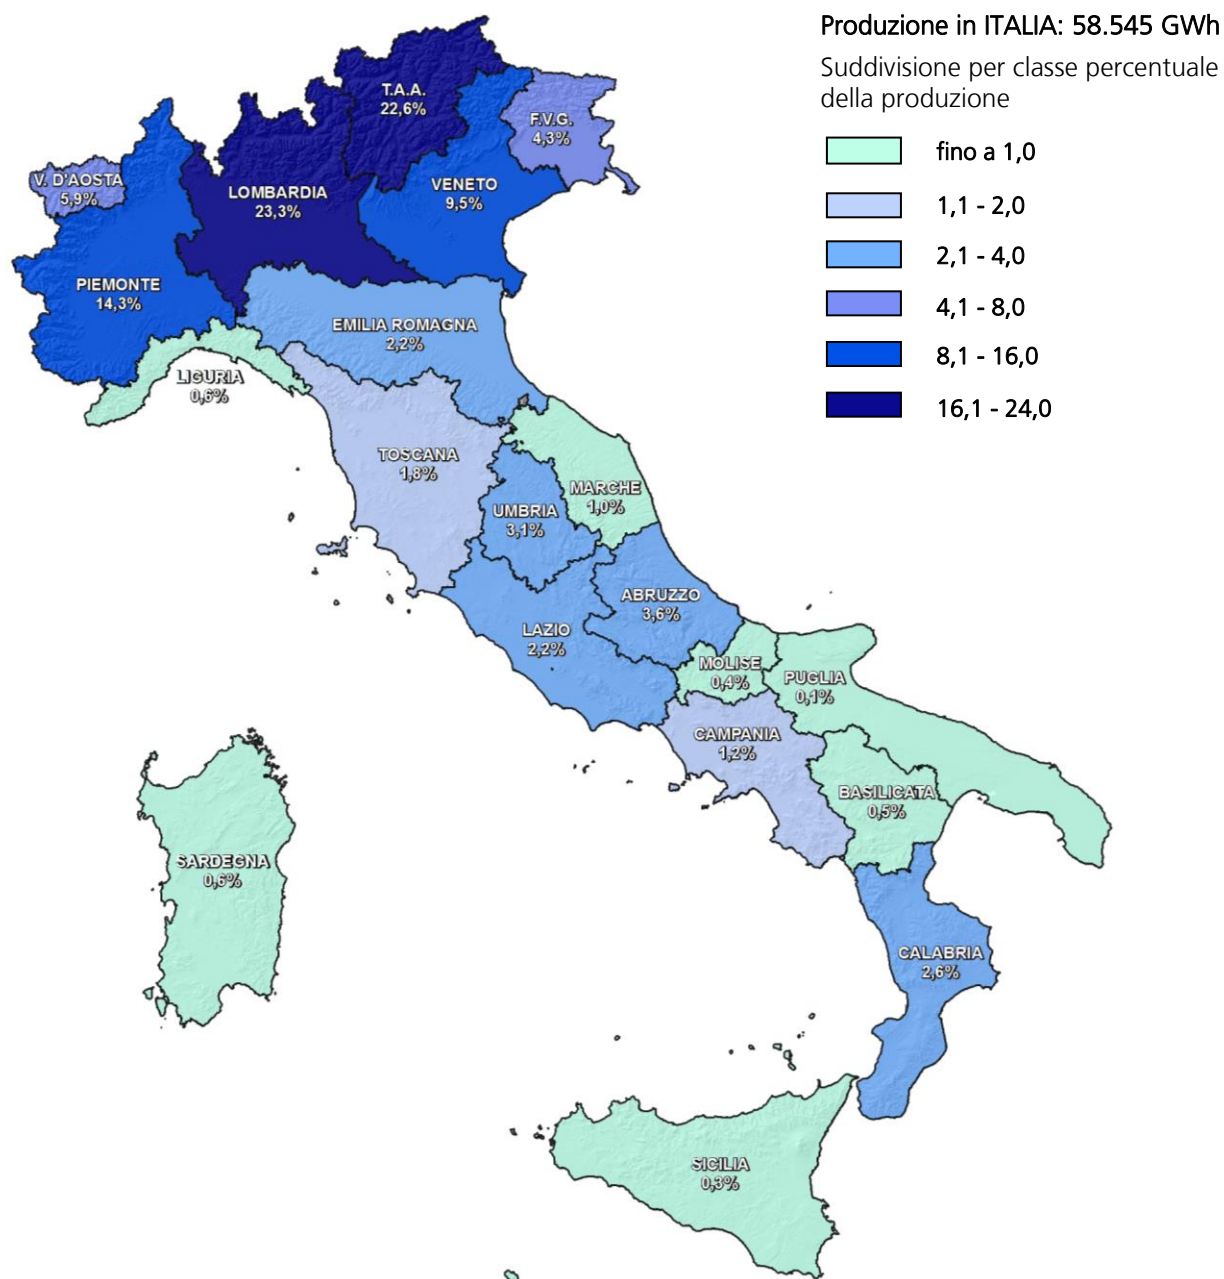 Produzione in ITALIA: 58.545 GWh
Suddivisione per classe percentuale
della produzione
fino a 1,0
1,1 - 2,0
2,1 - 4,0
4,1 - 8,0
8,1 - 16,0
16,1 - 24,0
T.A.A.
22,6%
F.V.G.
4,3%
V. D'AOSTA
5,9%
LOMBARDIA
23,3%
VENETO
9,5%
PIEMONTE
14,3%
EMILIA ROMAGNA
2,2%
LIGURIA
0,6%
TOSCANA
1,8%
MARCHE
1,0%
UMBRIA
3,1%
ABRUZZO
3,6%
LAZIO
2,2%
MOLISE
0,4%
PUGLIA
0,1%
CAMPANIA
1,2%
BASILICATA
0,5%
SARDEGNA
0,6%
CALABRIA
2,6%
SICILIA
0,3%